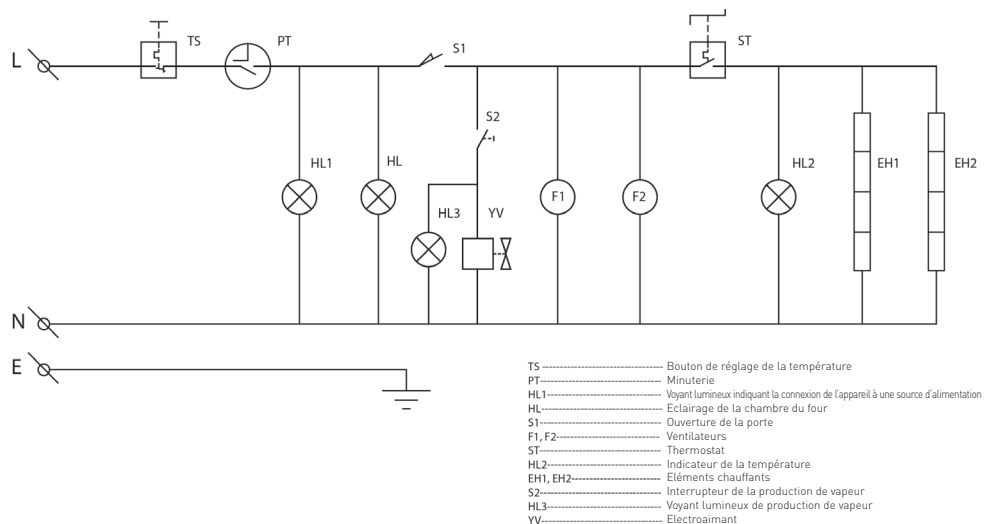 L
TS
PT
S1
ST
S2
HL1
HL
HL3
YV
F1
F2
HL2
EH1
EH2
N
E
TS---------------------------------- Bouton de réglage de la température
PT---------------------------------- Minuterie
HL1---------------------------------- Voyant lumineux indiquant la connexion de l'appareil à une source d'alimentation
HL---------------------------------- Eclairage de la chambre du four
S1---------------------------------- Ouverture de la porte
F1, F2------------------------------ Ventilateurs
ST---------------------------------- Thermostat
HL2---------------------------------- Indicateur de la température
EH1, EH2-------------------------- Eléments chauffants
S2---------------------------------- Interrupteur de la production de vapeur
HL3---------------------------------- Voyant lumineux de production de vapeur
YV---------------------------------- Electroaimant